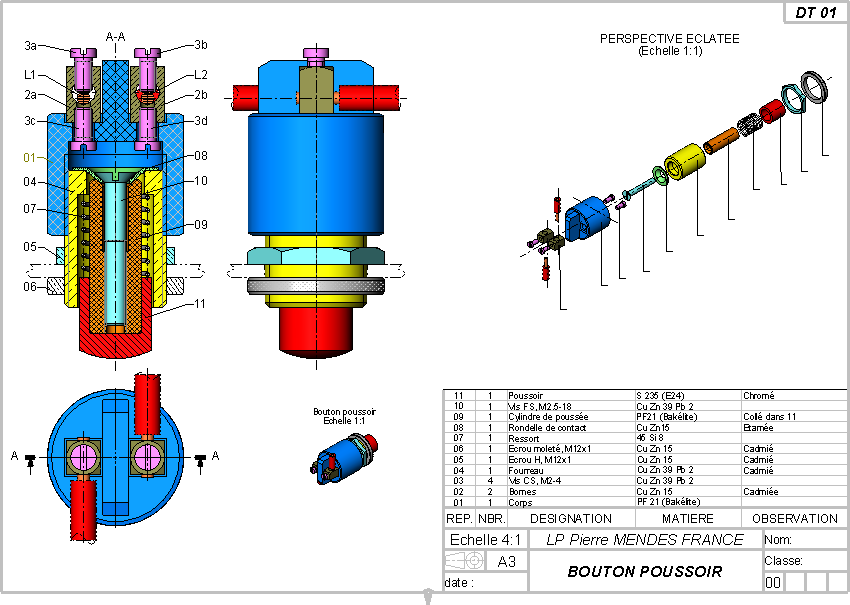 DT 01
PERSPECTIVE ECLATEE
(Echelle 1:1)
A-A
3a
3b
L1
L2
2a
2b
3c
3d
01
08
04
10
07
09
05
06
11
A
A
Bouton poussoir
Echelle 1:1
11 1 Poussoir S 235 (E24) Chromé
10 1 Vis FS, M2.5-18 Cu Zn 39 Pb 2
09 1 Cylindre de poussée PF21 (Bakélite) Collé dans 11
08 1 Rondelle de contact Cu Zn15 Etamée
07 1 Ressort 45 Si 8
06 1 Ecrou moleté, M12x1 Cu Zn 15 Cadmié
05 1 Ecrou H, M12x1 Cu Zn 15 Cadmié
04 1 Fourreau Cu Zn 39 Pb 2 Cadmié
03 4 Vis CS, M2-4 Cu Zn 39 Pb 2
02 2 Bornes Cu Zn 15 Cadmiée
01 1 Corps PF 21 (Bakélite)
REP. NBR. DESIGNATION MATIERE OBSERVATION
Echelle 4:1 LP Pierre MENDES FRANCE Nom:
A3 BOUTON POUSSOIR Classe:
date : 00